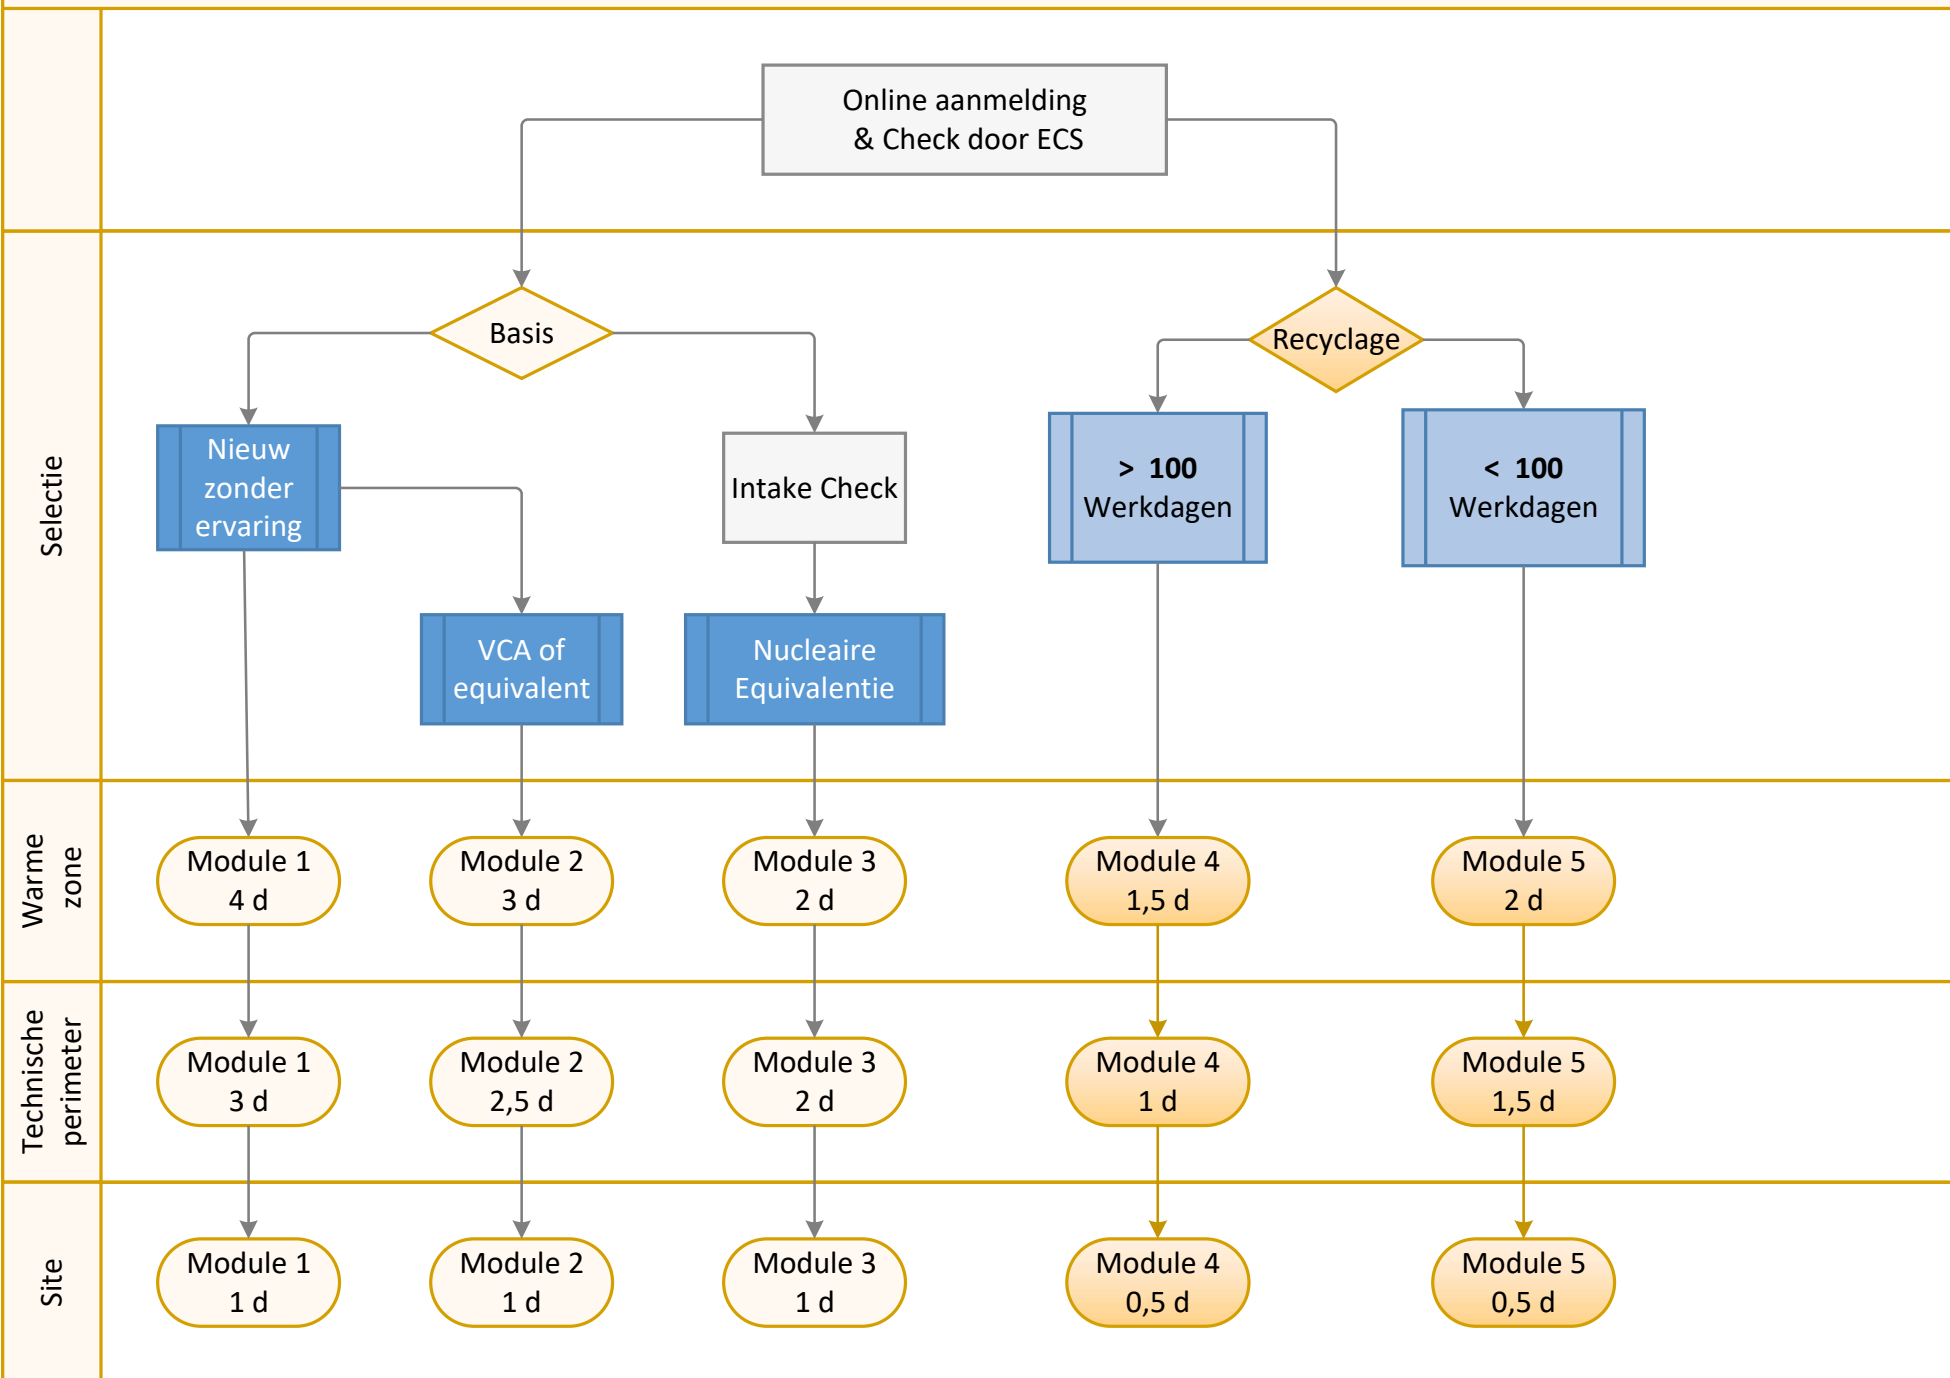 Online aanmelding
& Check door ECS
Selectie
Basis
Recyclage
Nieuw
zonder
ervaring
Intake Check
> 100
Werkdagen
< 100
Werkdagen
VCA of
equivalent
Nucleaire
Equivalentie
Warme
zone
Module 1
4 d
Module 2
3 d
Module 3
2 d
Module 4
1,5 d
Module 5
2 d
Technische
perimeter
Module 1
3 d
Module 2
2,5 d
Module 3
2 d
Module 4
1 d
Module 5
1,5 d
Site
Module 1
1 d
Module 2
1 d
Module 3
1 d
Module 4
0,5 d
Module 5
0,5 d